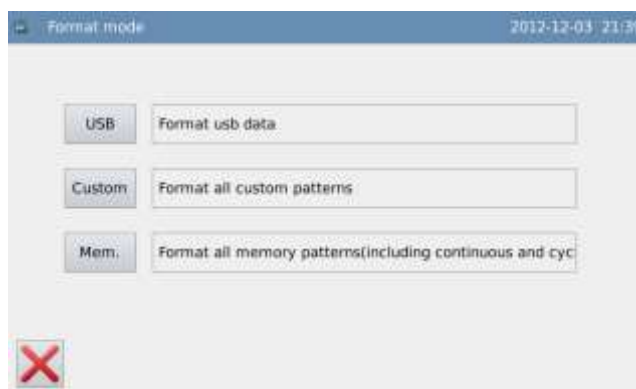 Format mode 2012-12-03 21:39
USB Format usb data
Custom Format all custom patterns
Mem. Format all memory patterns(including continuous and cyc